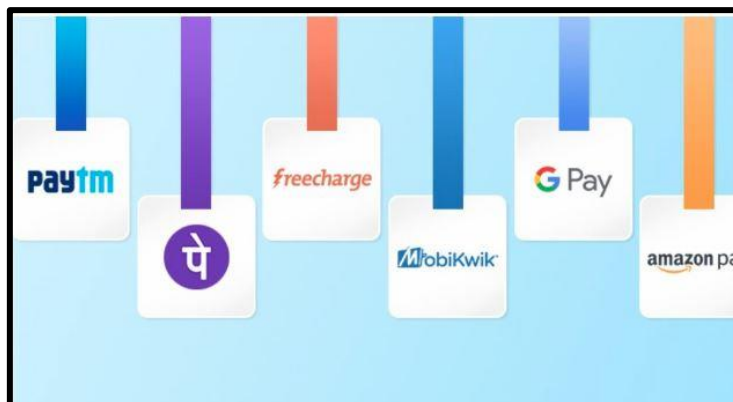 paytm
पे
freecharge
MobiKwik
G Pay
amazon pa